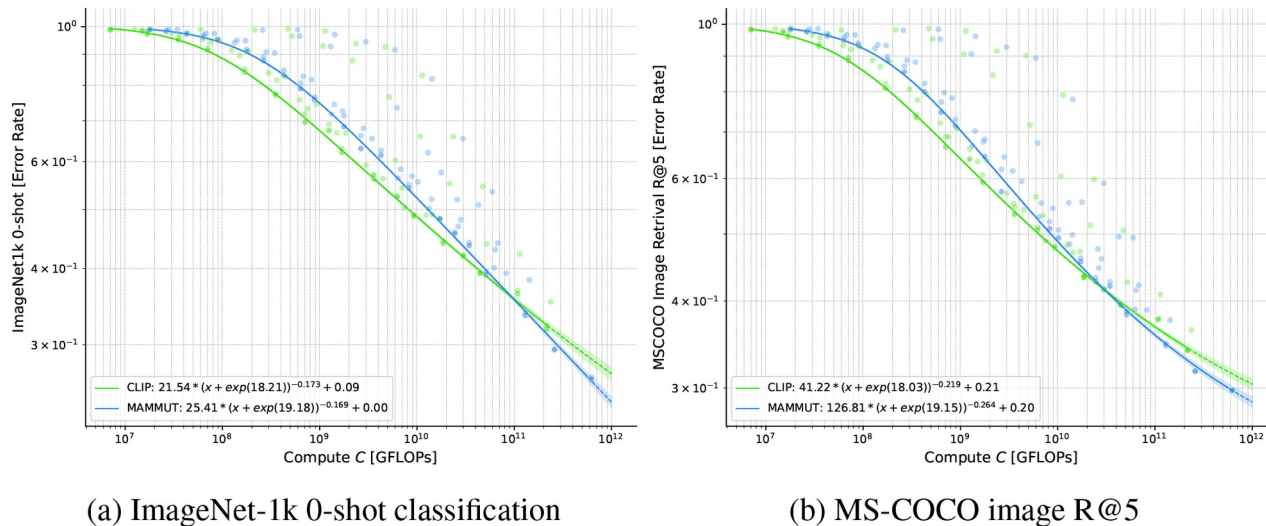 10⁰
6 × 10⁻¹
4 × 10⁻¹
3 × 10⁻¹
ImageNet1k 0-shot [Error Rate]
CLIP: 21.54 * (x + exp(18.21))⁻⁰·¹⁷³ + 0.09
MAMMUT: 25.41 * (x + exp(19.18))⁻⁰·¹⁶⁹ + 0.00
10⁷ 10⁸ 10⁹ 10¹⁰ 10¹¹ 10¹²
Compute C [GFLOPs]
(a) ImageNet-1k 0-shot classification
10⁰
6 × 10⁻¹
4 × 10⁻¹
3 × 10⁻¹
MSCOCO Image Retrival R@5 [Error Rate]
CLIP: 41.22 * (x + exp(18.03))⁻⁰·²¹⁹ + 0.21
MAMMUT: 126.81 * (x + exp(19.15))⁻⁰·²⁶⁴ + 0.20
10⁷ 10⁸ 10⁹ 10¹⁰ 10¹¹ 10¹²
Compute C [GFLOPs]
(b) MS-COCO image R@5